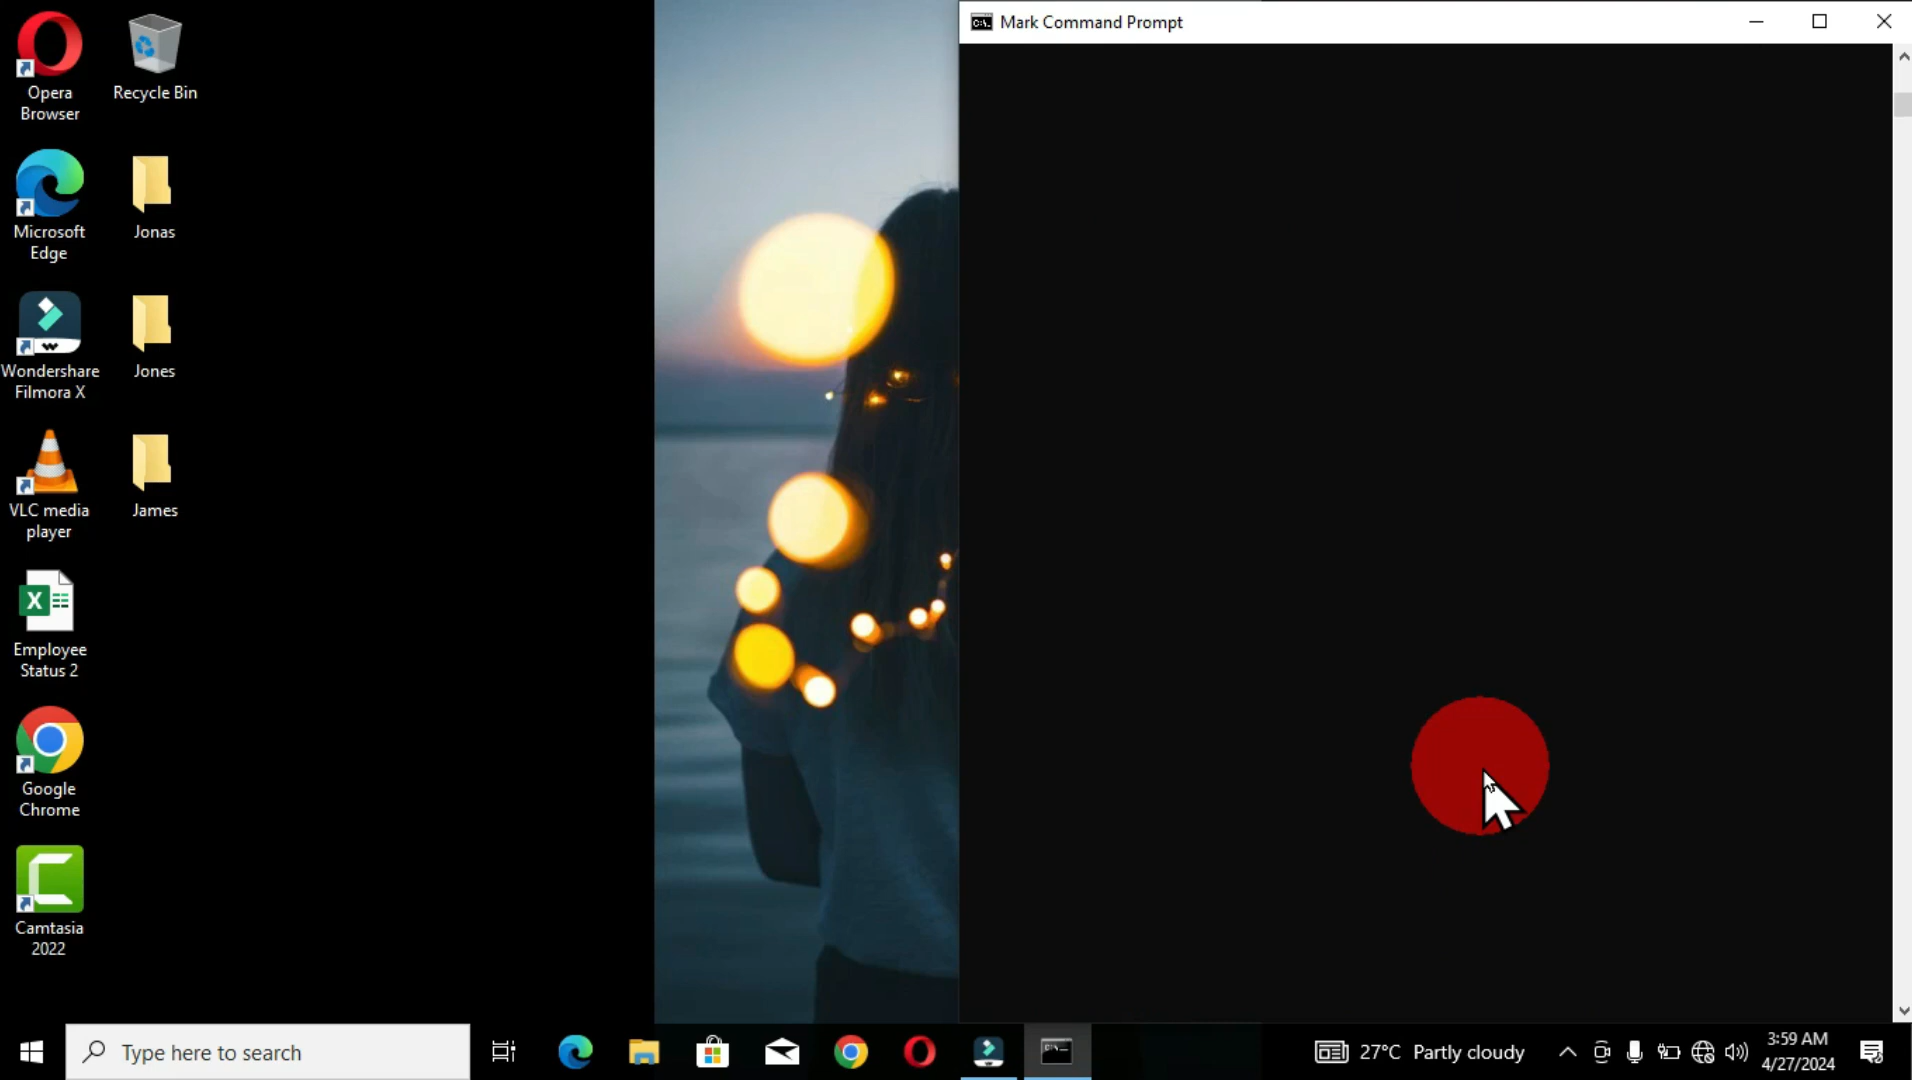 Opera
Browser
Recycle Bin
Microsoft
Edge
Jonas
Wondershare
Filmora X
Jones
VLC media
player
James
Employee
Status 2
Google
Chrome
Camtasia
2022
Mark Command Prompt
Type here to search
27°C Partly cloudy
3:59 AM
4/27/2024